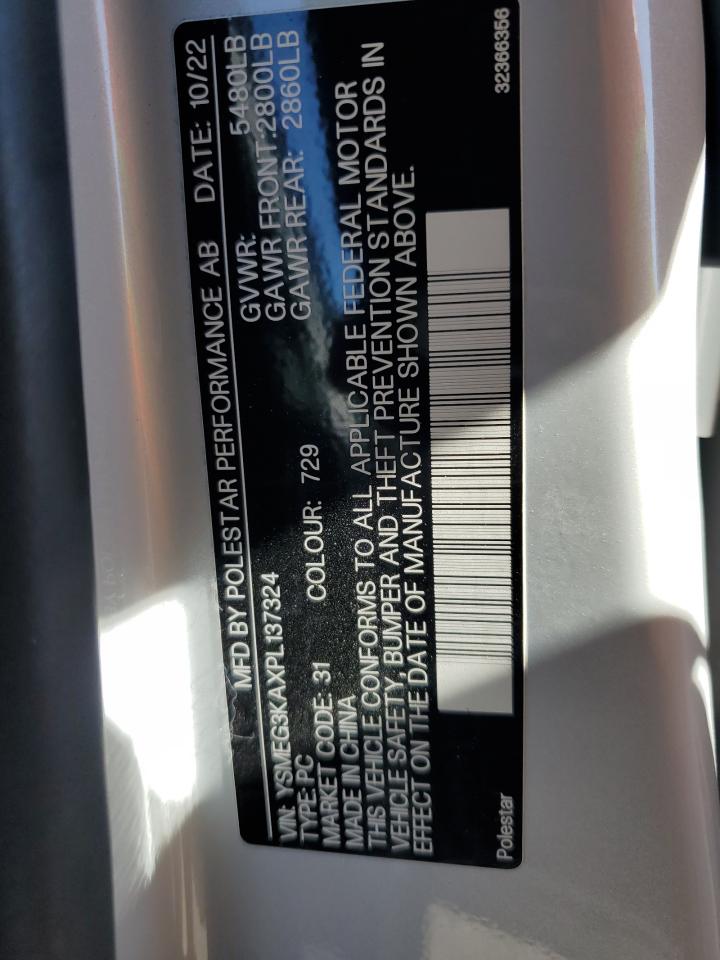 MFD BY POLESTAR PERFORMANCE AB DATE: 10/22
GVWR: 5480LB
VIN: YSMEG3KAXPL137324 GAWR FRONT: 2800LB
TYPE: PC GAWR REAR: 2860LB
MARKET CODE: 31 COLOUR: 729
MADE IN CHINA
THIS VEHICLE CONFORMS TO ALL APPLICABLE FEDERAL MOTOR
VEHICLE SAFETY, BUMPER AND THEFT PREVENTION STANDARDS IN
EFFECT ON THE DATE OF MANUFACTURE SHOWN ABOVE.
Polestar 32366356